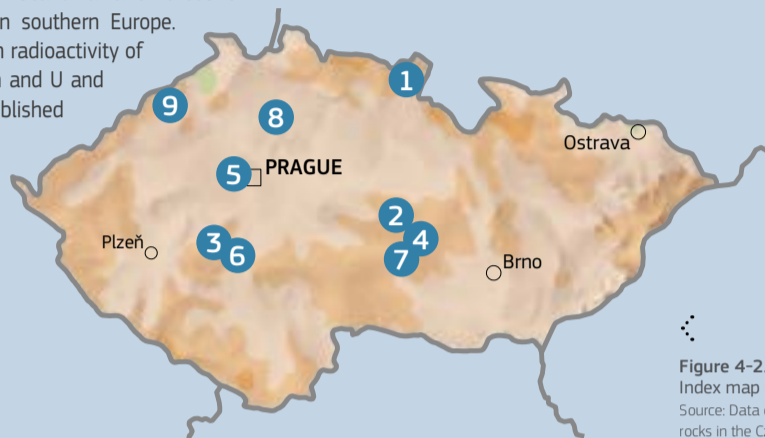 n southern Europe.
radioactivity of
and U and
blished
1
9
8
Ostrava
5 PRAGUE
2
Plzeň
3
4
6
7
Brno
Figure 4-2
Index map
Source: Data
rocks in the C